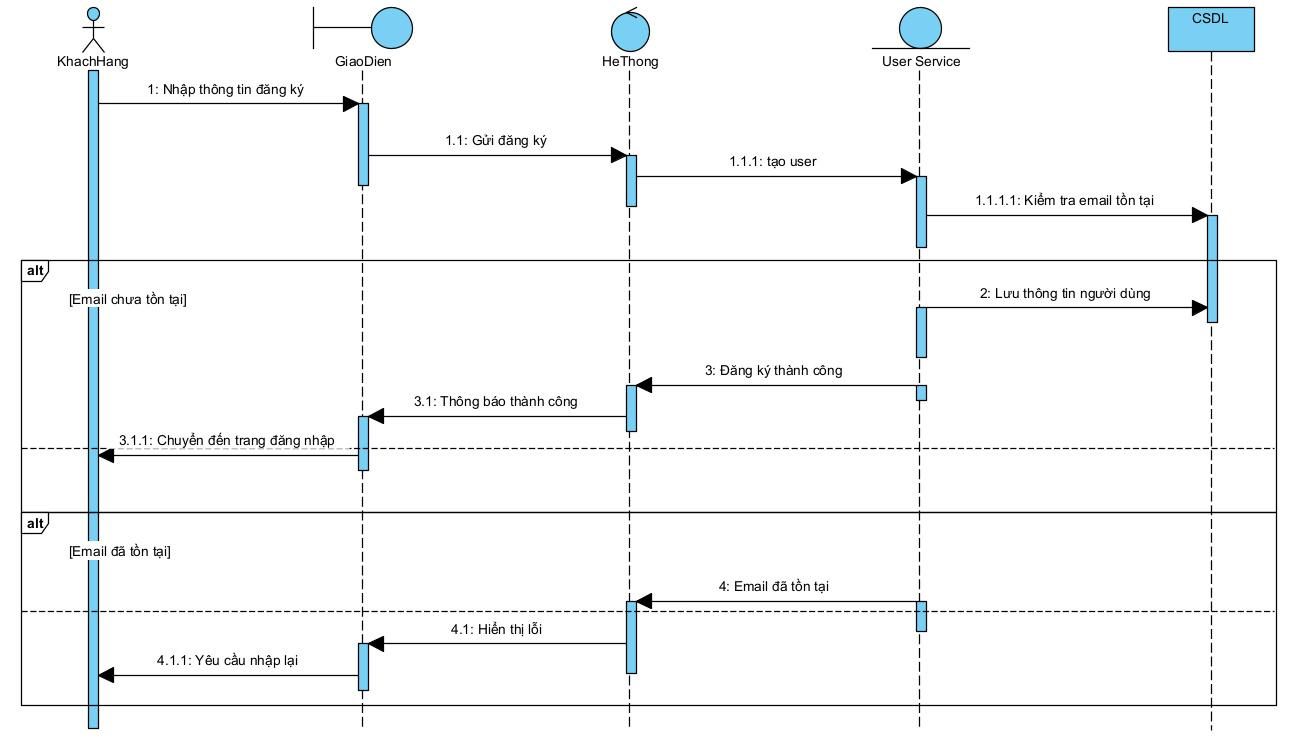 CSDL
KhachHang
GiaoDien
HeThong
User Service
1: Nhập thông tin đăng ký
1.1: Gửi đăng ký
1.1.1: tạo user
1.1.1.1: Kiểm tra email tồn tại
alt
[Email chưa tồn tại]
2: Lưu thông tin người dùng
3: Đăng ký thành công
3.1: Thông báo thành công
3.1.1: Chuyển đến trang đăng nhập
alt
[Email đã tồn tại]
4: Email đã tồn tại
4.1: Hiển thị lỗi
4.1.1: Yêu cầu nhập lại